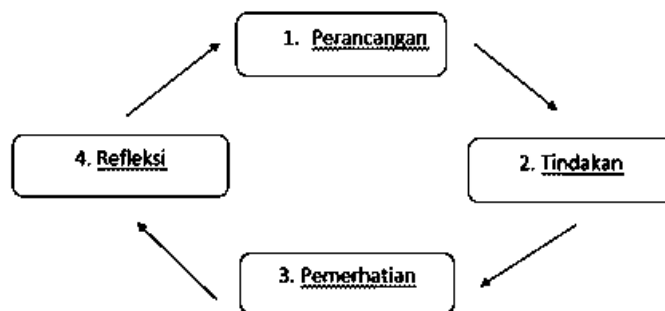 1. Perancangan
2. Tindakan
3. Pemerhatian
4. Refleksi